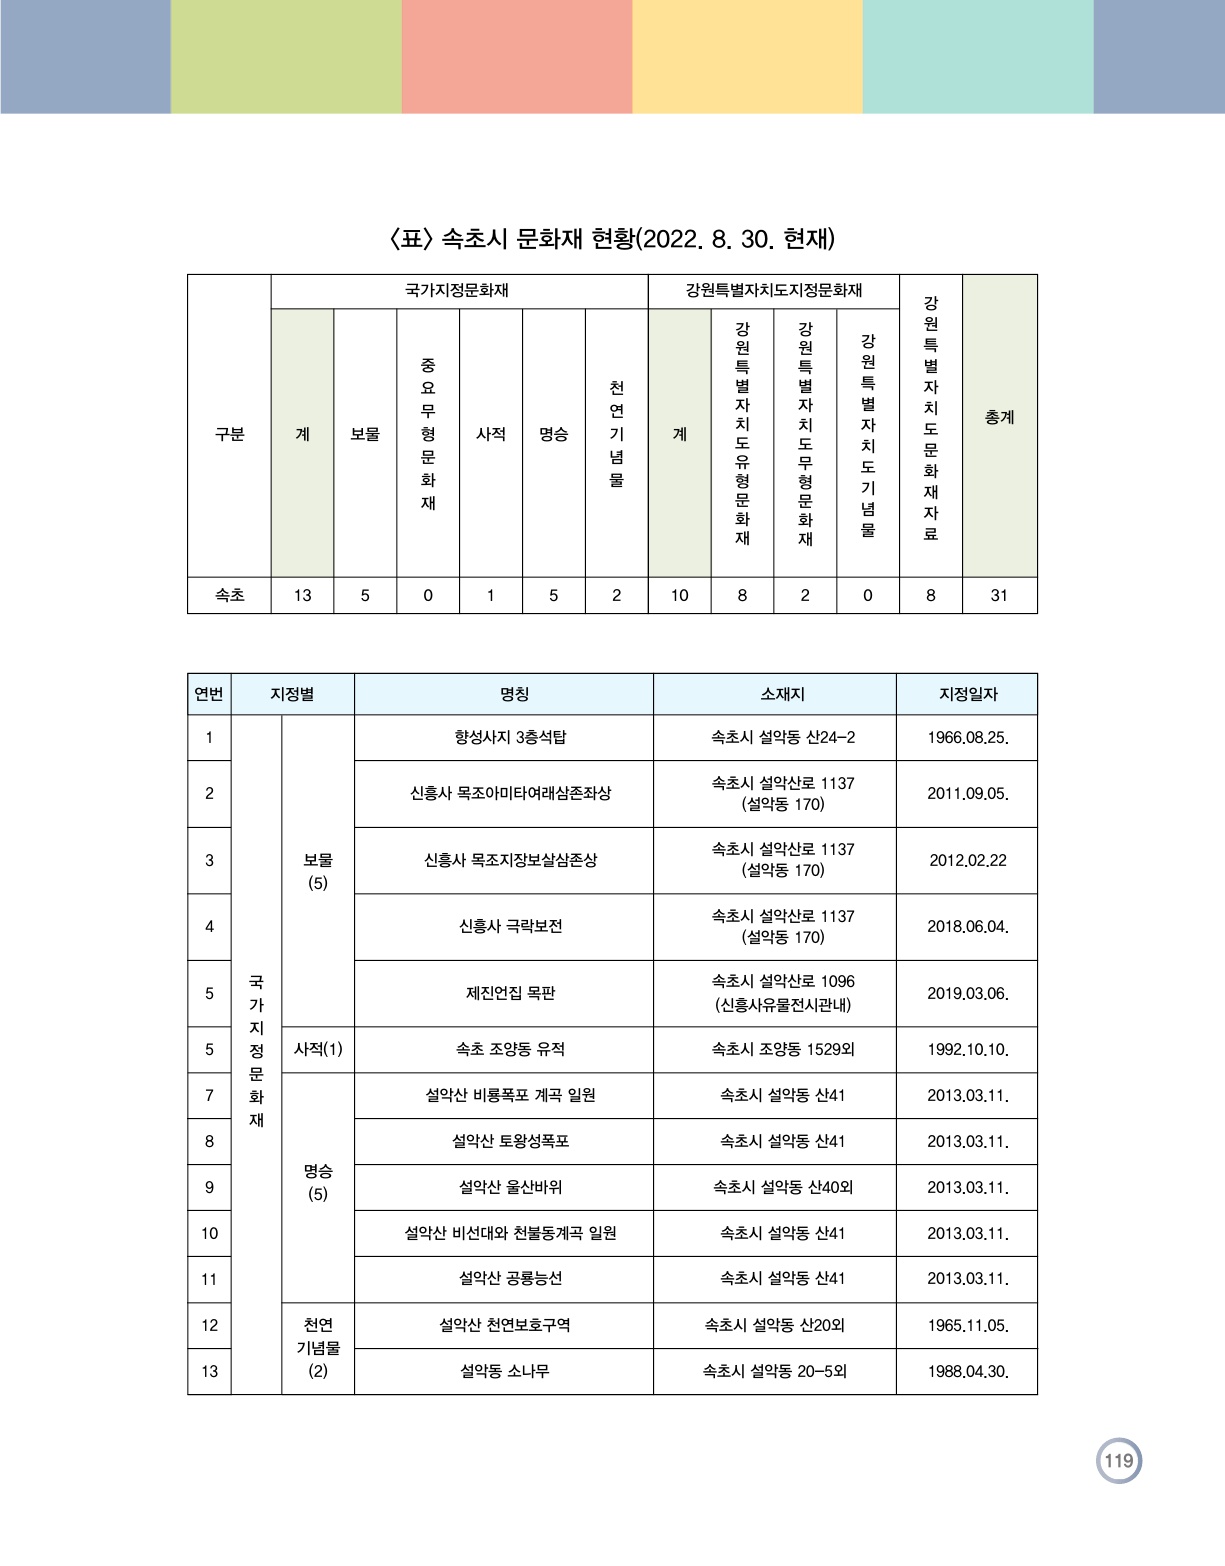 〈표〉 속초시 문화재 현황(2022. 8. 30. 현재)
구분 국가지정문화재 강원특별자치도지정문화재 강원특별자치도문화재자료 총계
계 보물 중요무형문화재 사적 명승 천연기념물 계 강원특별자치도유형문화재 강원특별자치도무형문화재 강원특별자치도기념물
속초 13 5 0 1 5 2 10 8 2 0 8 31
연번 지정별 명칭 소재지 지정일자
국가지정문화재
보물
(5)
1 향성사지 3층석탑 속초시 설악동 산24-2 1966.08.25.
2 신흥사 목조아미타여래삼존좌상 속초시 설악산로 1137
(설악동 170) 2011.09.05.
3 신흥사 목조지장보살삼존상 속초시 설악산로 1137
(설악동 170) 2012.02.22
4 신흥사 극락보전 속초시 설악산로 1137
(설악동 170) 2018.06.04.
5 제진언집 목판 속초시 설악산로 1096
(신흥사유물전시관내) 2019.03.06.
5 사적(1) 속초 조양동 유적 속초시 조양동 1529외 1992.10.10.
명승
(5)
7 설악산 비룡폭포 계곡 일원 속초시 설악동 산41 2013.03.11.
8 설악산 토왕성폭포 속초시 설악동 산41 2013.03.11.
9 설악산 울산바위 속초시 설악동 산40외 2013.03.11.
10 설악산 비선대와 천불동계곡 일원 속초시 설악동 산41 2013.03.11.
11 설악산 공룡능선 속초시 설악동 산41 2013.03.11.
천연
기념물
(2)
12 설악산 천연보호구역 속초시 설악동 산20외 1965.11.05.
13 설악동 소나무 속초시 설악동 20-5외 1988.04.30.
119